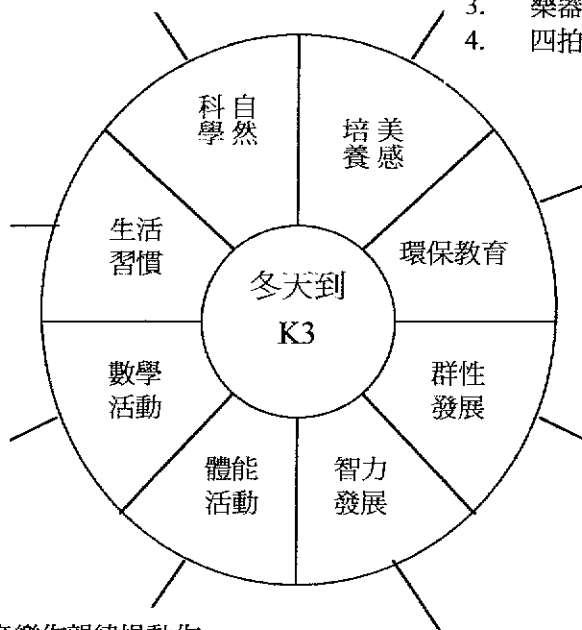 3. 樂器
4. 四拍
自然
科學
美感
培養
生活
習慣
環保教育
冬天到
K3
數學
活動
群性
發展
體能
活動
智力
發展